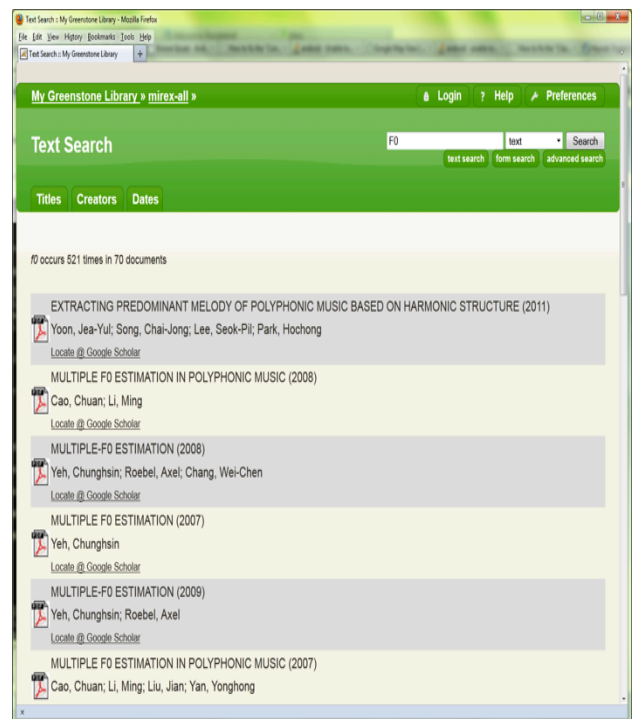 Text Search :: My Greenstone Library - Mozilla Firefox
File Edit View History Bookmarks Tools Help
Text Search :: My Greenstone Library +
My Greenstone Library » mirex-all »
Login ? Help Preferences
Text Search
F0 text Search
text search form search advanced search
Titles Creators Dates
f0 occurs 521 times in 70 documents
EXTRACTING PREDOMINANT MELODY OF POLYPHONIC MUSIC BASED ON HARMONIC STRUCTURE (2011)
Yoon, Jea-Yul; Song, Chai-Jong; Lee, Seok-Pil; Park, Hochong
Locate @ Google Scholar
MULTIPLE F0 ESTIMATION IN POLYPHONIC MUSIC (2008)
Cao, Chuan; Li, Ming
Locate @ Google Scholar
MULTIPLE-F0 ESTIMATION (2008)
Yeh, Chunghsin; Roebel, Axel; Chang, Wei-Chen
Locate @ Google Scholar
MULTIPLE F0 ESTIMATION (2007)
Yeh, Chunghsin
Locate @ Google Scholar
MULTIPLE-F0 ESTIMATION (2009)
Yeh, Chunghsin; Roebel, Axel
Locate @ Google Scholar
MULTIPLE F0 ESTIMATION IN POLYPHONIC MUSIC (2007)
Cao, Chuan; Li, Ming; Liu, Jian; Yan, Yonghong